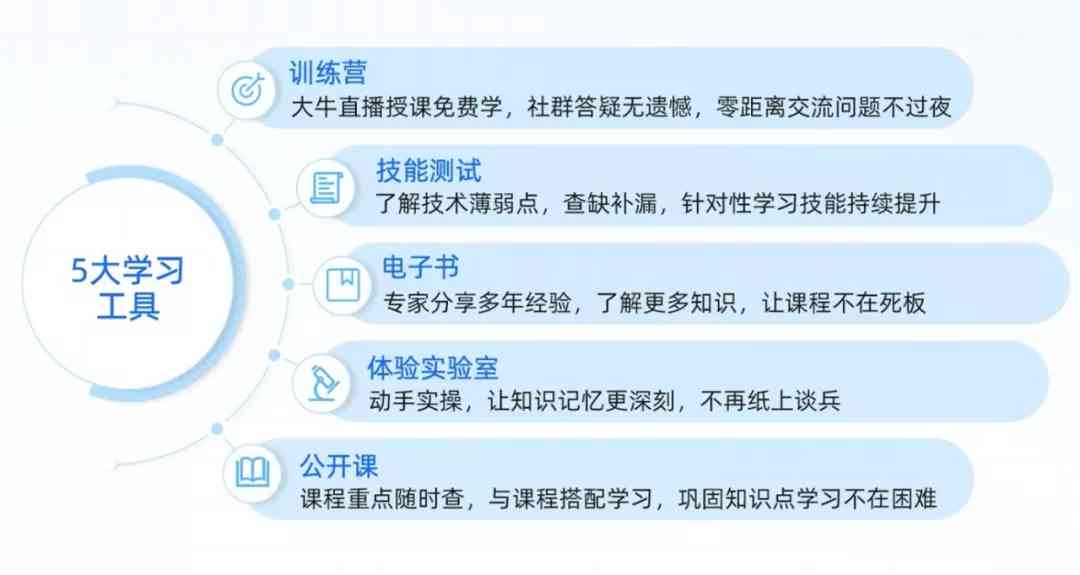 5大学习
工具
训练营
大牛直播授课免费学，社群答疑无遗憾，零距离交流问题不过夜
技能测试
了解技术薄弱点，查缺补漏，针对性学习技能持续提升
电子书
专家分享多年经验，了解更多知识，让课程不在死板
体验实验室
动手实操，让知识记忆更深刻，不再纸上谈兵
公开课
课程重点随时查，与课程搭配学习，巩固知识点学习不在困难